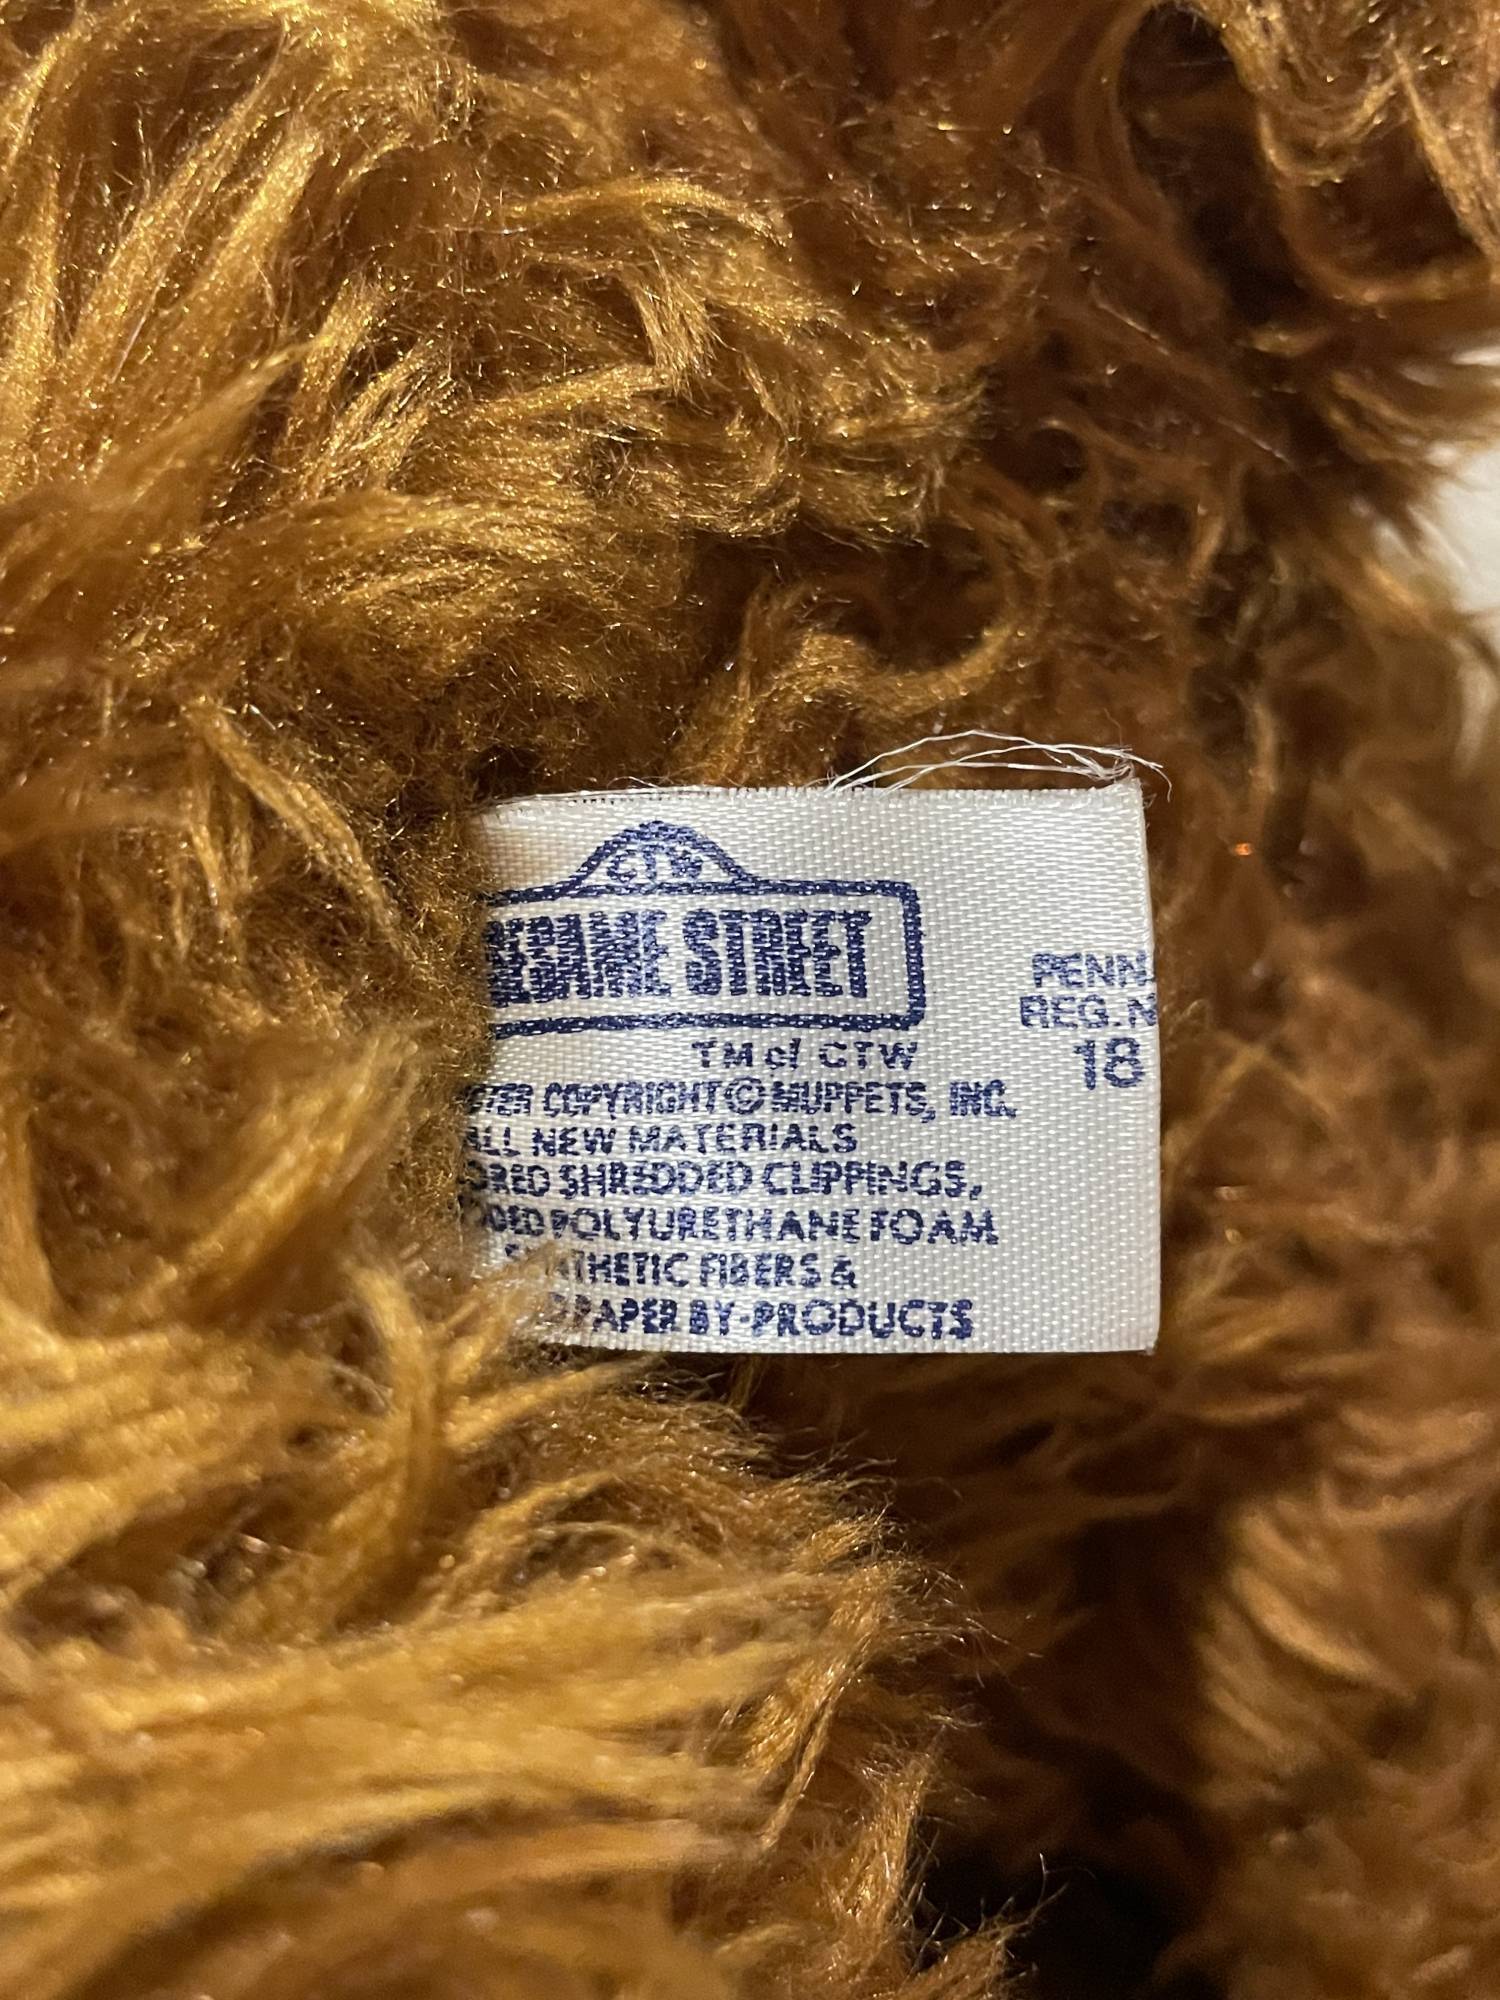 CTW
SESAME STREET
TM of CTW
COPYRIGHT © MUPPETS, INC.
ALL NEW MATERIALS
SHREDDED CLIPPINGS,
POLYURETHANE FOAM
FIBERS &
PAPER BY-PRODUCTS
PENN.
REG. N
18